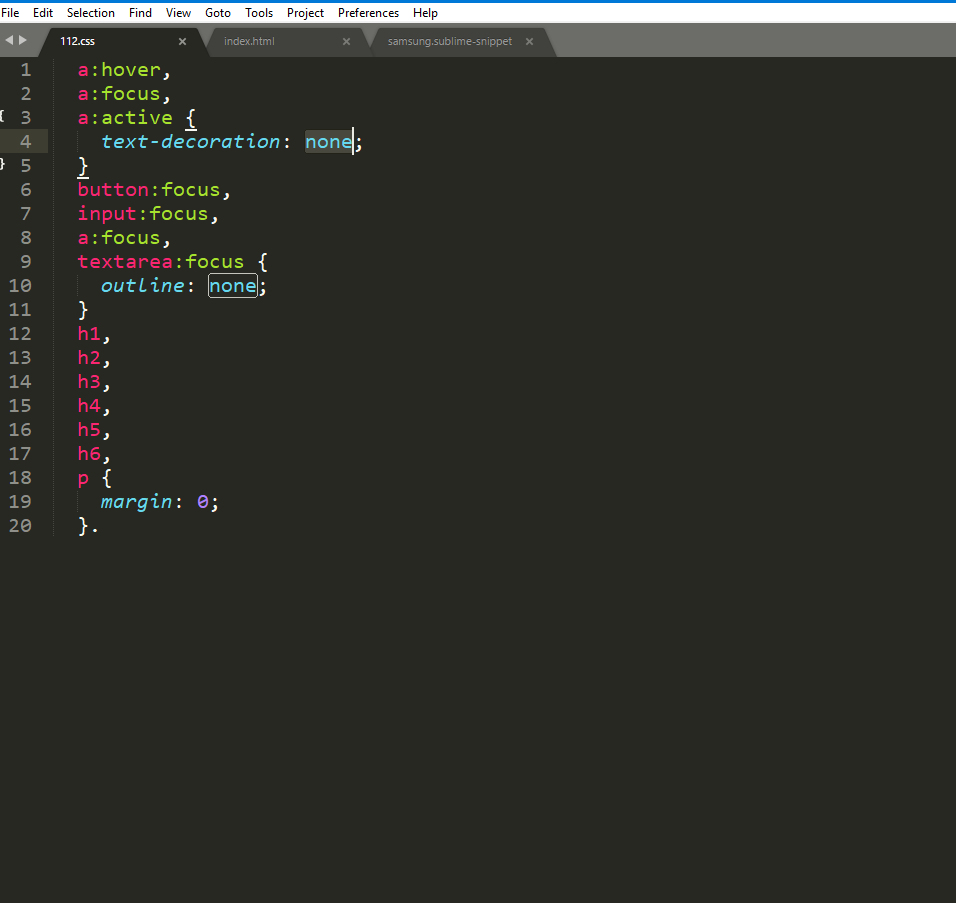 File Edit Selection Find View Goto Tools Project Preferences Help
112.css × index.html × samsung.sublime-snippet ×
1 a:hover,
2 a:focus,
{ 3 a:active {
4 text-decoration: none;
} 5 }
6 button:focus,
7 input:focus,
8 a:focus,
9 textarea:focus {
10 outline: none;
11 }
12 h1,
13 h2,
14 h3,
15 h4,
16 h5,
17 h6,
18 p {
19 margin: 0;
20 }.